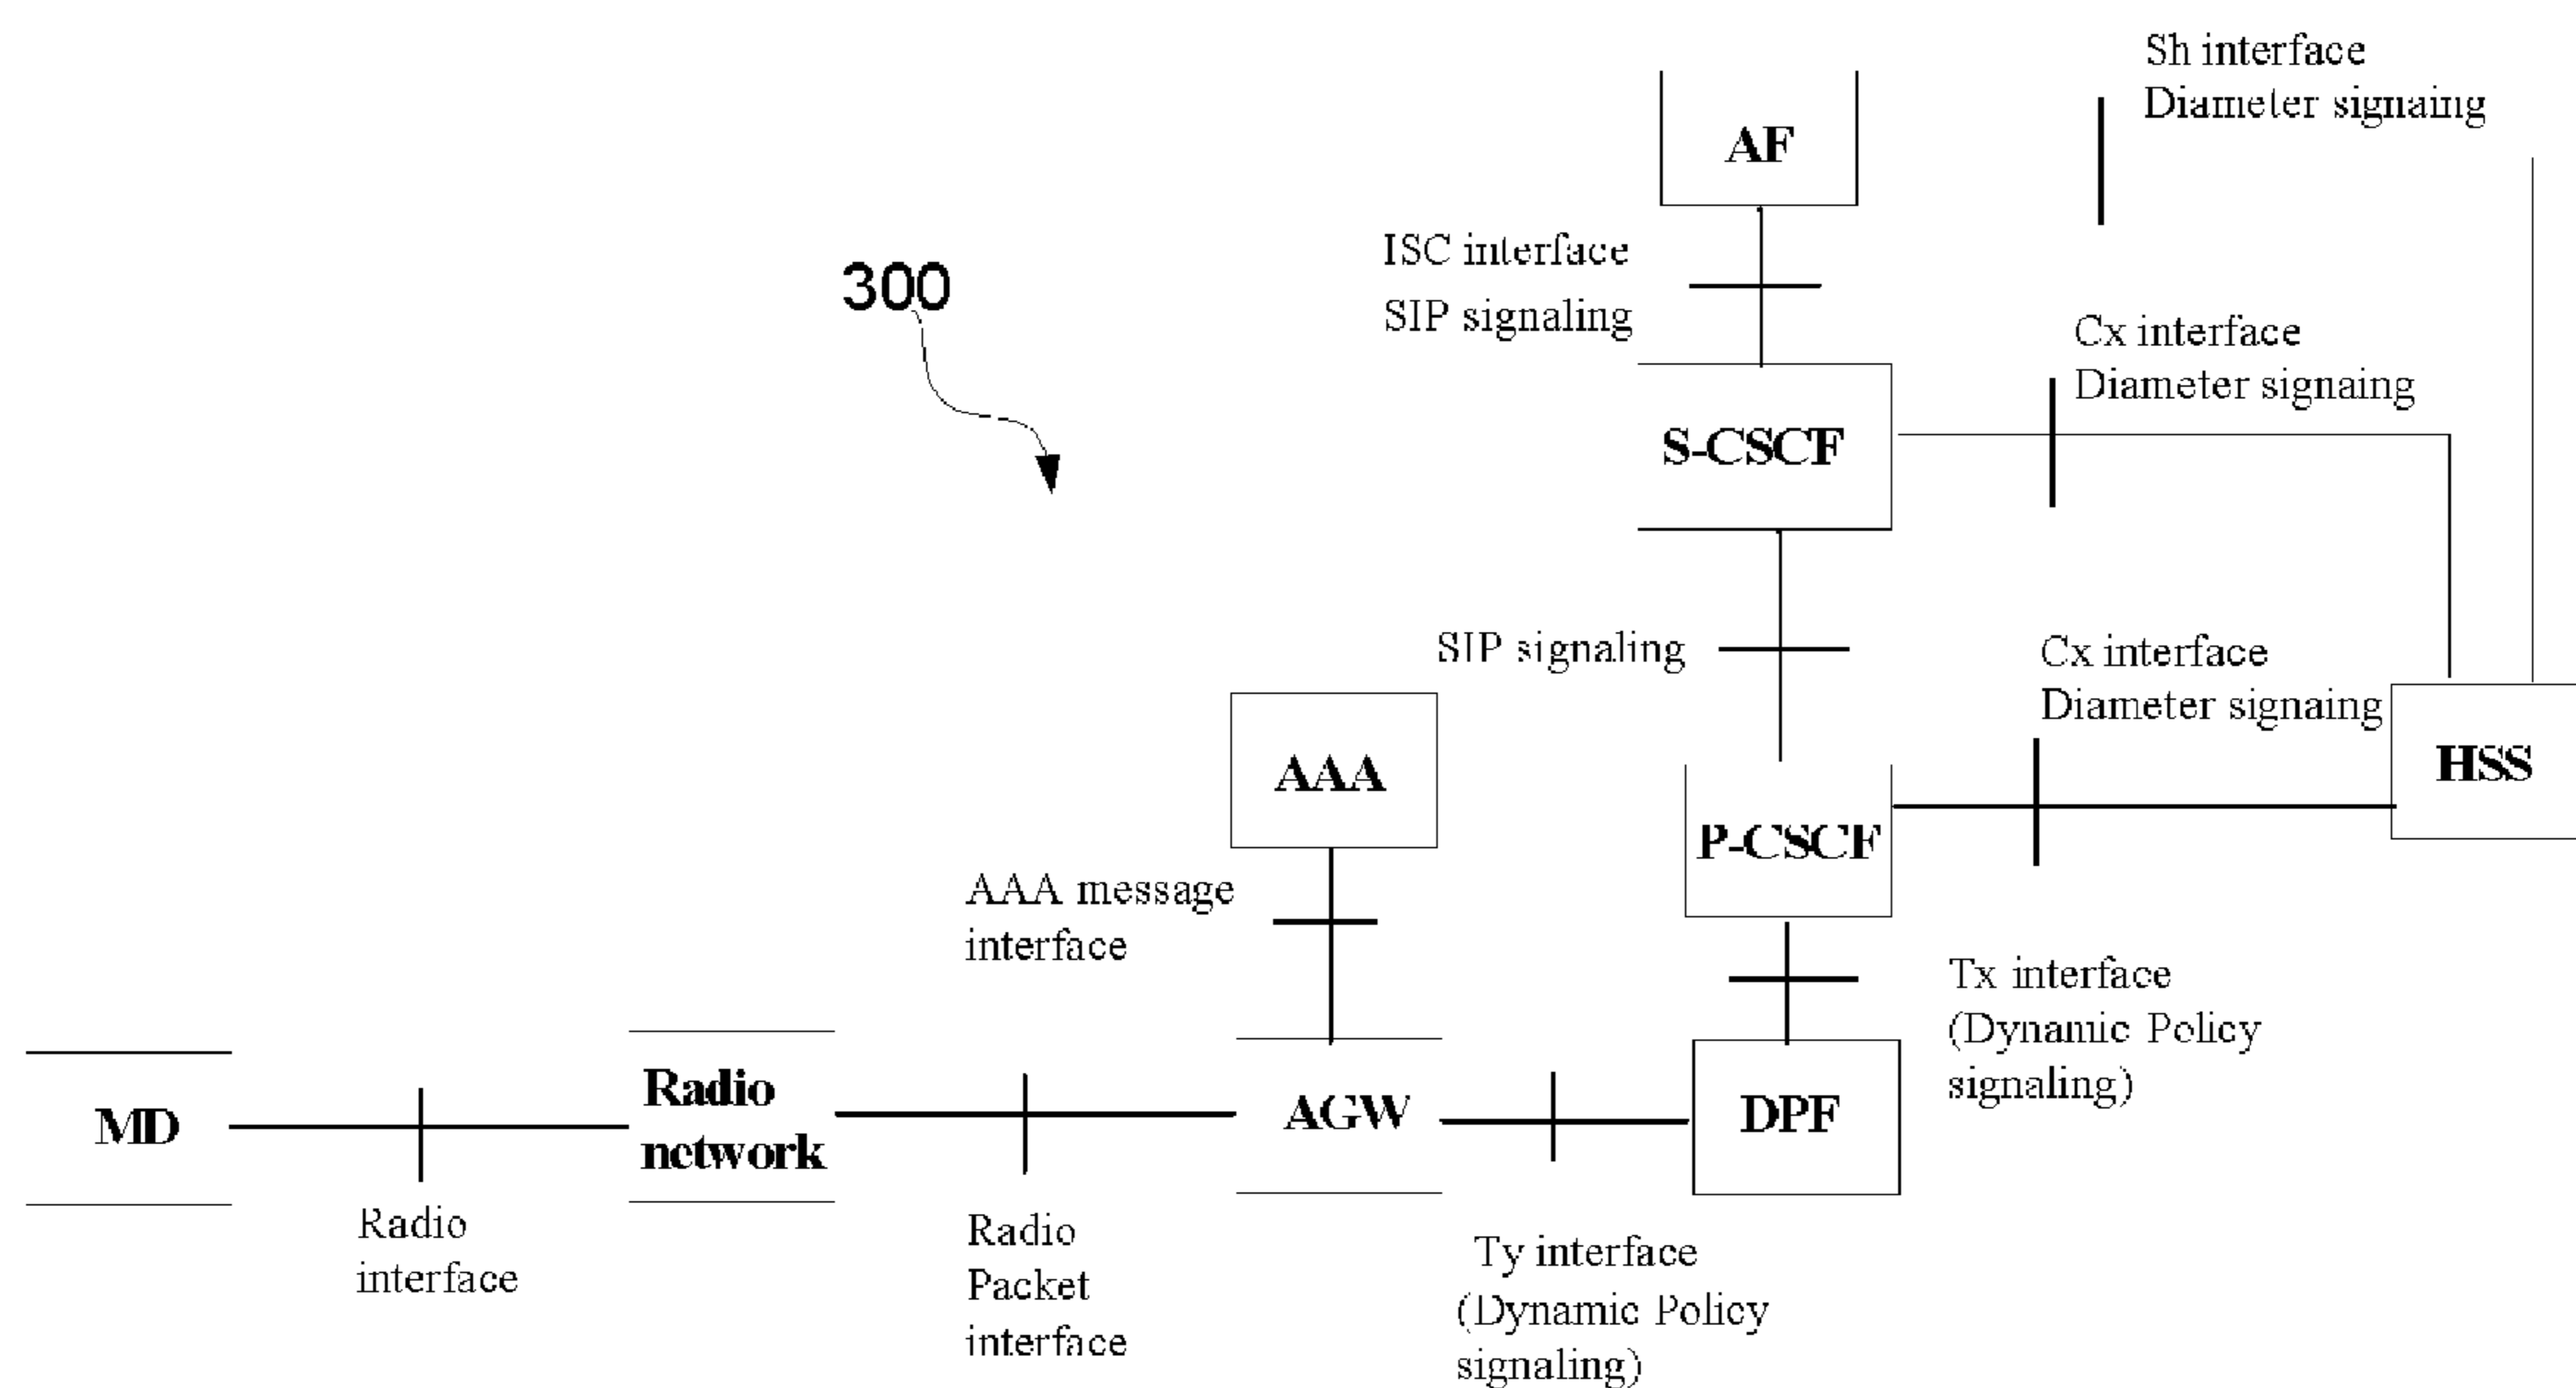 Sh interface
Diameter signaing
AF
ISC interface
SIP signaling
300
Cx interface
Diameter signaing
S-CSCF
SIP signaling
Cx interface
Diameter signaing
HSS
AAA
P-CSCF
AAA message
interface
Tx interface
(Dynamic Policy
signaling)
MD
Radio
network
AGW
DPF
Radio
interface
Radio
Packet
interface
Ty interface
(Dynamic Policy
signaling)